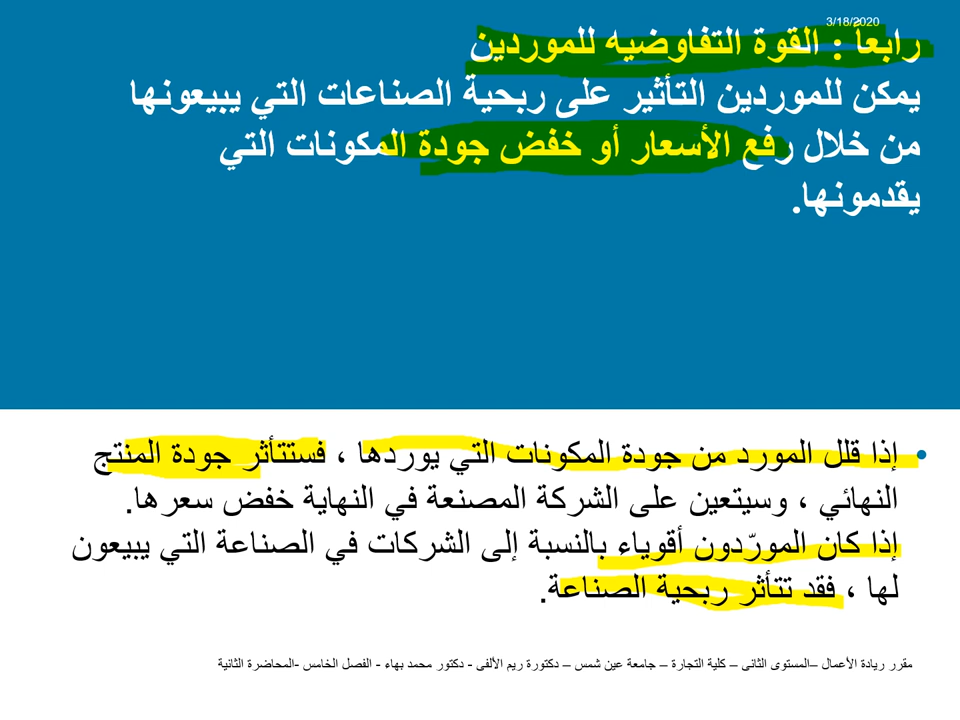 3/18/2020
رابعاً : القوة التفاوضيه للموردين
يمكن للموردين التأثير على ربحية الصناعات التي يبيعونها
من خلال رفع الأسعار أو خفض جودة المكونات التي
يقدمونها.
• إذا قلل المورد من جودة المكونات التي يوردها ، فستتأثر جودة المنتج
النهائي ، وسيتعين على الشركة المصنعة في النهاية خفض سعرها.
إذا كان المورّدون أقوياء بالنسبة إلى الشركات في الصناعة التي يبيعون
لها ، فقد تتأثر ربحية الصناعة.
مقرر ريادة الأعمال –المستوى الثانى – كلية التجارة – جامعة عين شمس – دكتورة ريم الألفى - دكتور محمد بهاء - الفصل الخامس -المحاضرة الثانية